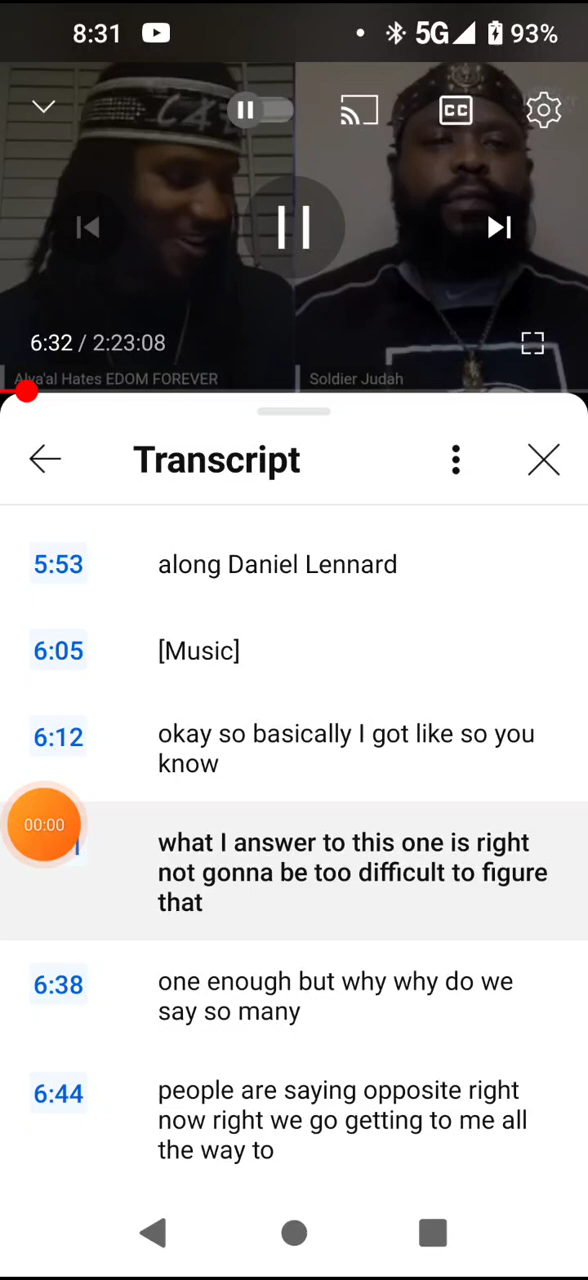 8:31
5G
93%
CC
6:32 / 2:23:08
Alya'al Hates EDOM FOREVER
Soldier Judah
Transcript
5:53
along Daniel Lennard
6:05
[Music]
6:12
okay so basically I got like so you
know
00:00
what I answer to this one is right
not gonna be too difficult to figure
that
6:38
one enough but why why do we
say so many
6:44
people are saying opposite right
now right we go getting to me all
the way to